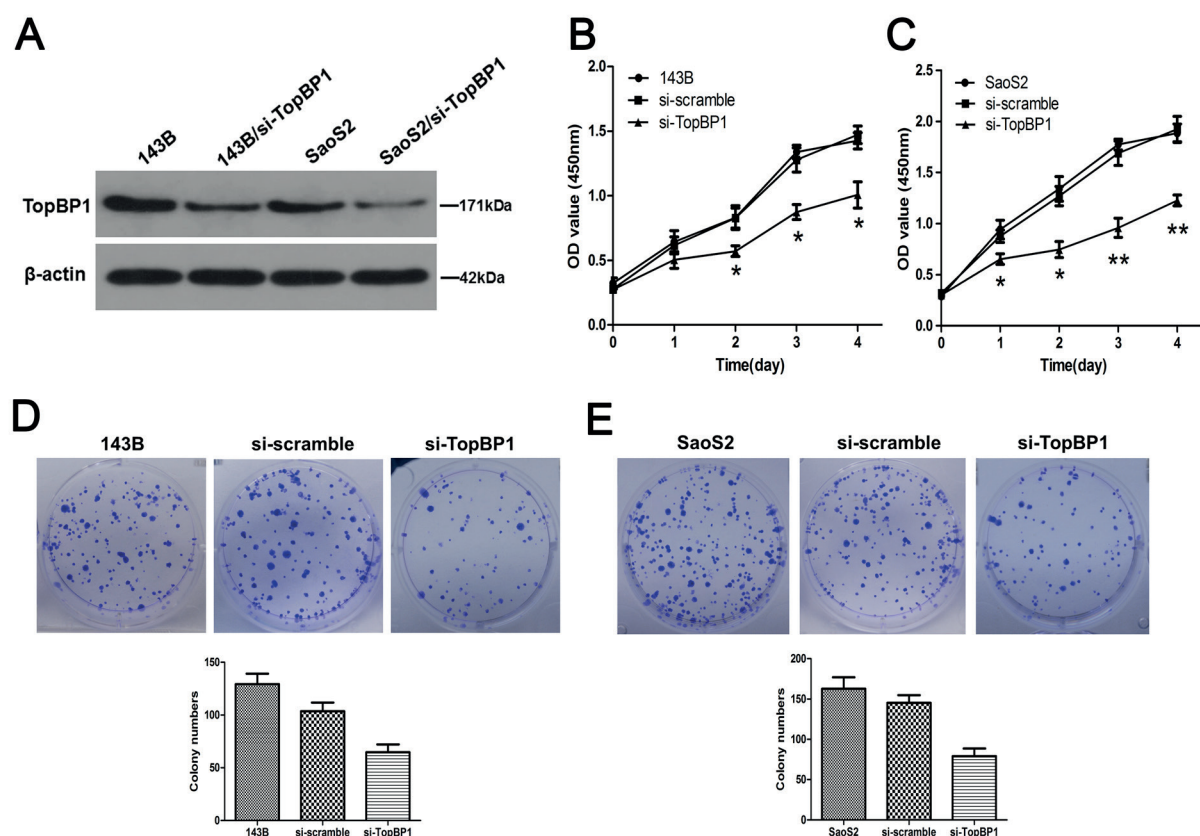 A
143B
143B/si-TopBP1
SaoS2
SaoS2/si-TopBP1
TopBP1
171kDa
β-actin
42kDa
B
2.0
1.5
1.0
0.5
0.0
OD value (450nm)
143B
si-scramble
si-TopBP1
*
*
*
0 1 2 3 4
Time(day)
C
2.5
2.0
1.5
1.0
0.5
0.0
OD value (450nm)
SaoS2
si-scramble
si-TopBP1
*
*
**
**
0 1 2 3 4
Time(day)
D
143B si-scramble si-TopBP1
150
100
50
0
Colony numbers
143B si-scramble si-TopBP1
E
SaoS2 si-scramble si-TopBP1
200
150
100
50
0
Colony numbers
SaoS2 si-scramble si-TopBP1